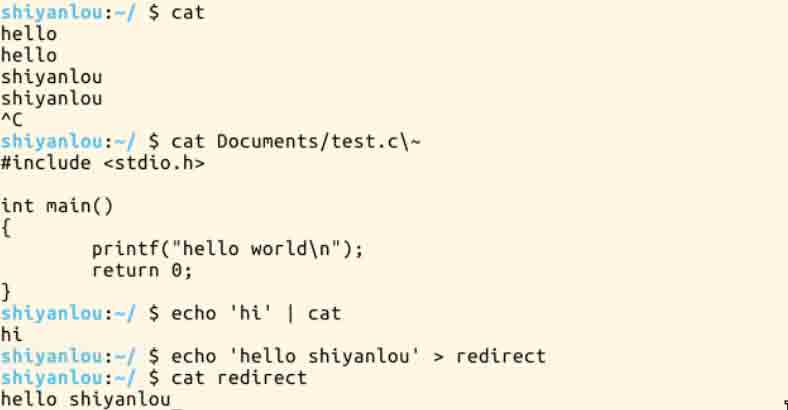 shiyanlou:~/ $ cat
hello
hello
shiyanlou
shiyanlou
^C
shiyanlou:~/ $ cat Documents/test.c\~
#include <stdio.h>

int main()
{
        printf("hello world\n");
        return 0;
}
shiyanlou:~/ $ echo 'hi' | cat
hi
shiyanlou:~/ $ echo 'hello shiyanlou' > redirect
shiyanlou:~/ $ cat redirect
hello shiyanlou_